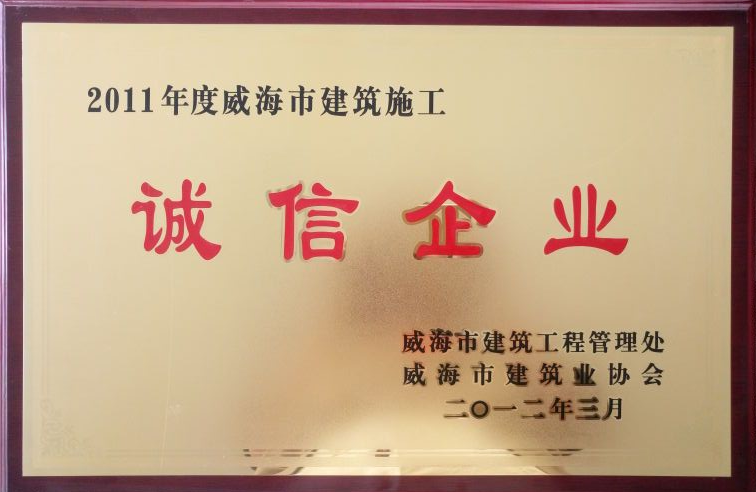 2011年度威海市建筑施工
诚信企业
威海市建筑工程管理处
威海市建筑业协会
二〇一二年三月